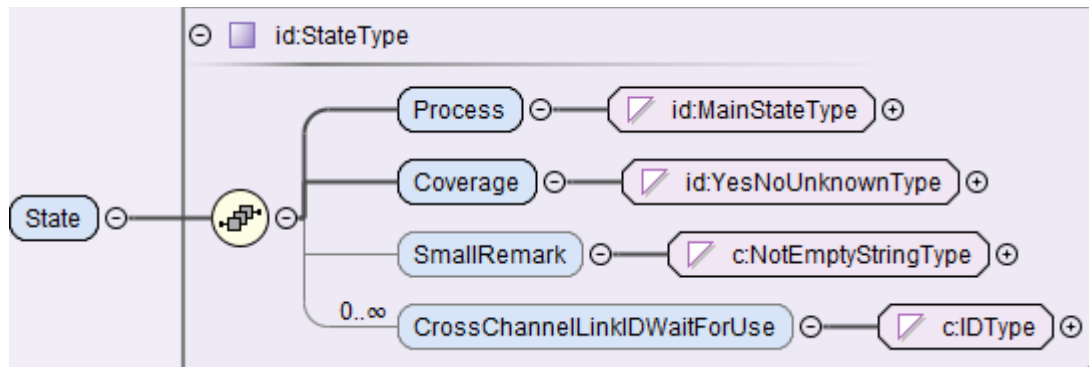 id:StateType
Process
id:MainStateType
Coverage
id:YesNoUnknownType
State
SmallRemark
c:NotEmptyStringType
0..∞
CrossChannelLinkIDWaitForUse
c:IDType